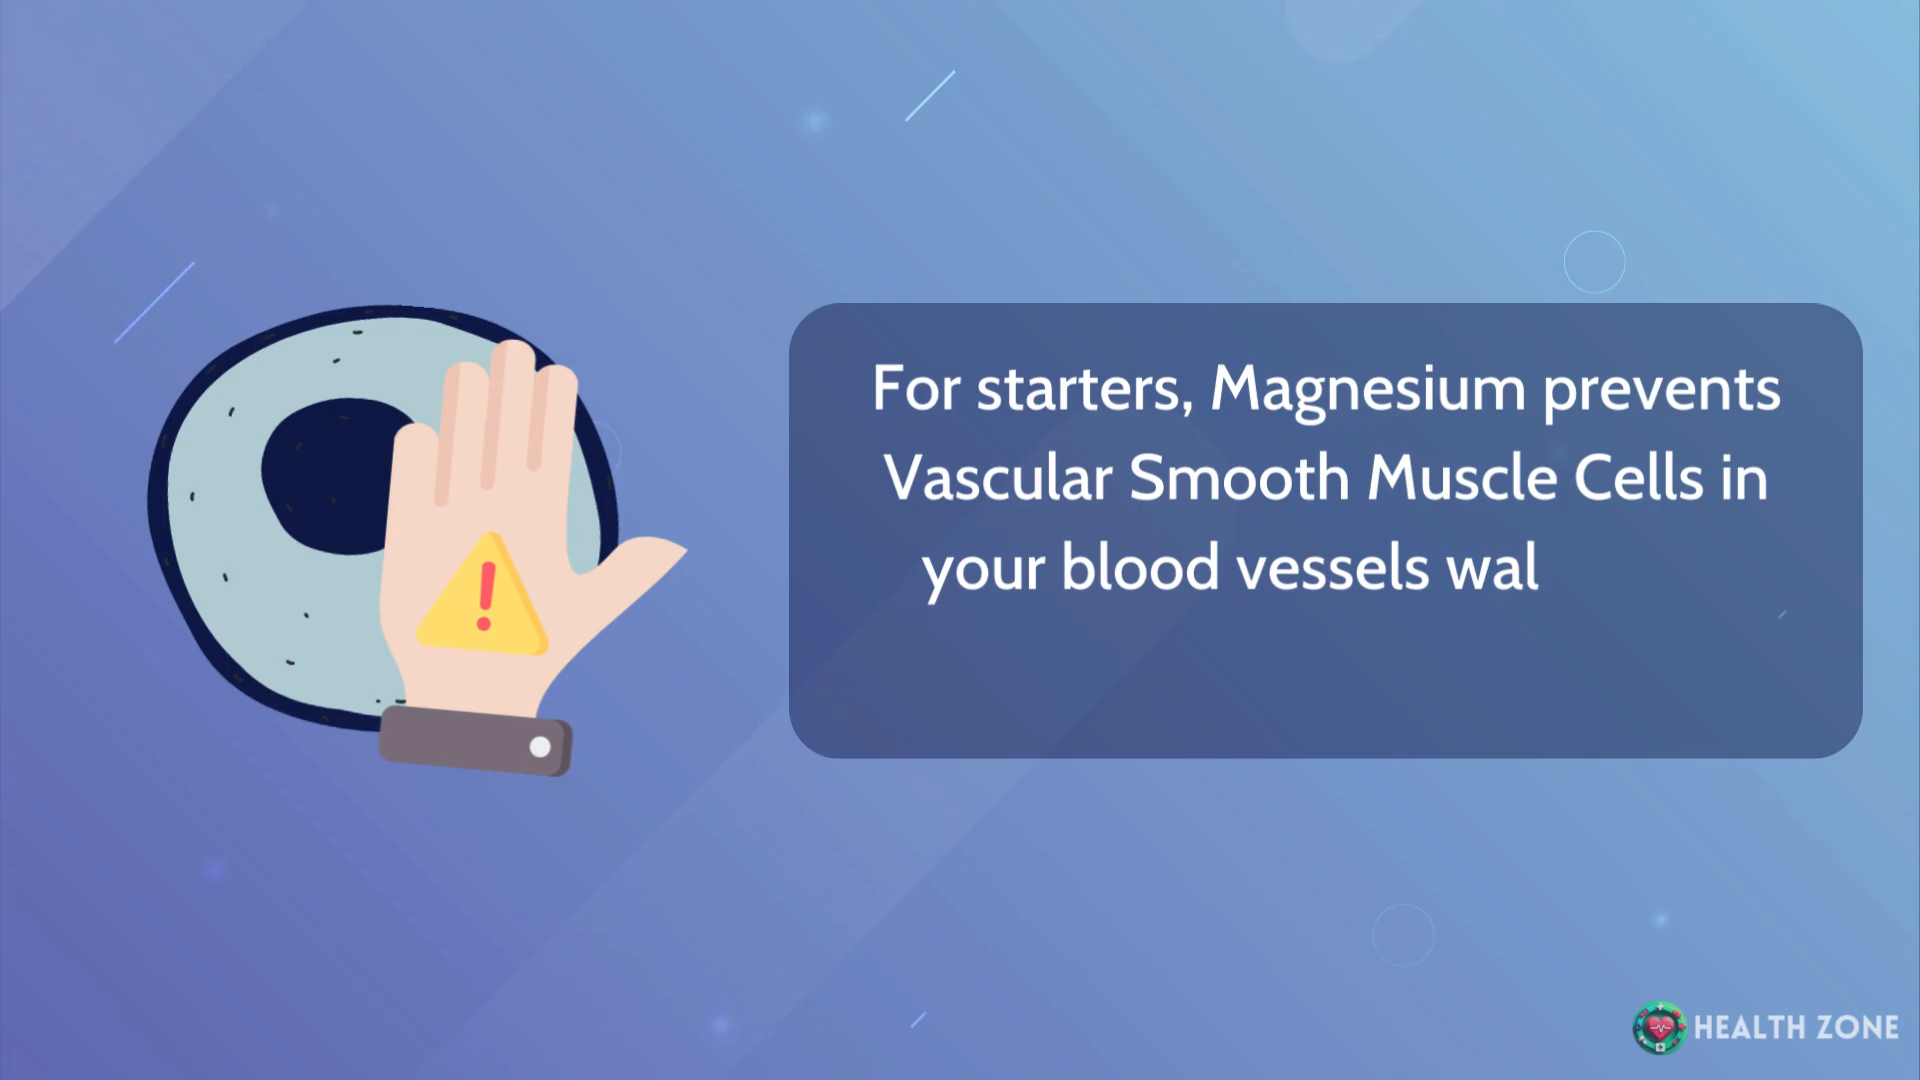 For starters, Magnesium prevents
Vascular Smooth Muscle Cells in
your blood vessels wal
HEALTH ZONE